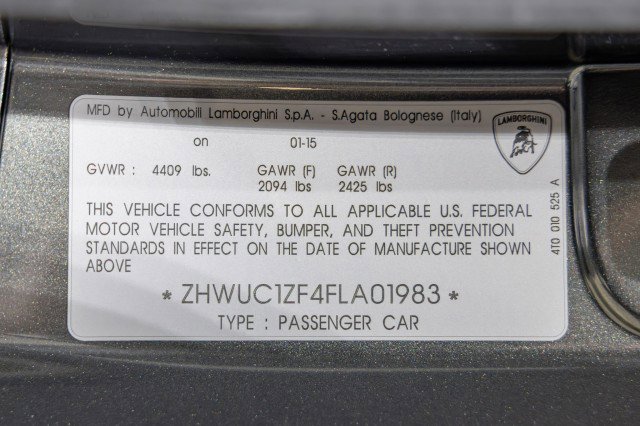 MFD by Automobili Lamborghini S.p.A. - S.Agata Bolognese (Italy)
on 01-15
GVWR : 4409 lbs. GAWR (F) GAWR (R)
2094 lbs 2425 lbs
THIS VEHICLE CONFORMS TO ALL APPLICABLE U.S. FEDERAL
MOTOR VEHICLE SAFETY, BUMPER, AND THEFT PREVENTION
STANDARDS IN EFFECT ON THE DATE OF MANUFACTURE SHOWN
ABOVE
* ZHWUC1ZF4FLA01983 *
TYPE : PASSENGER CAR
LAMBORGHINI
4T0 010 525 A